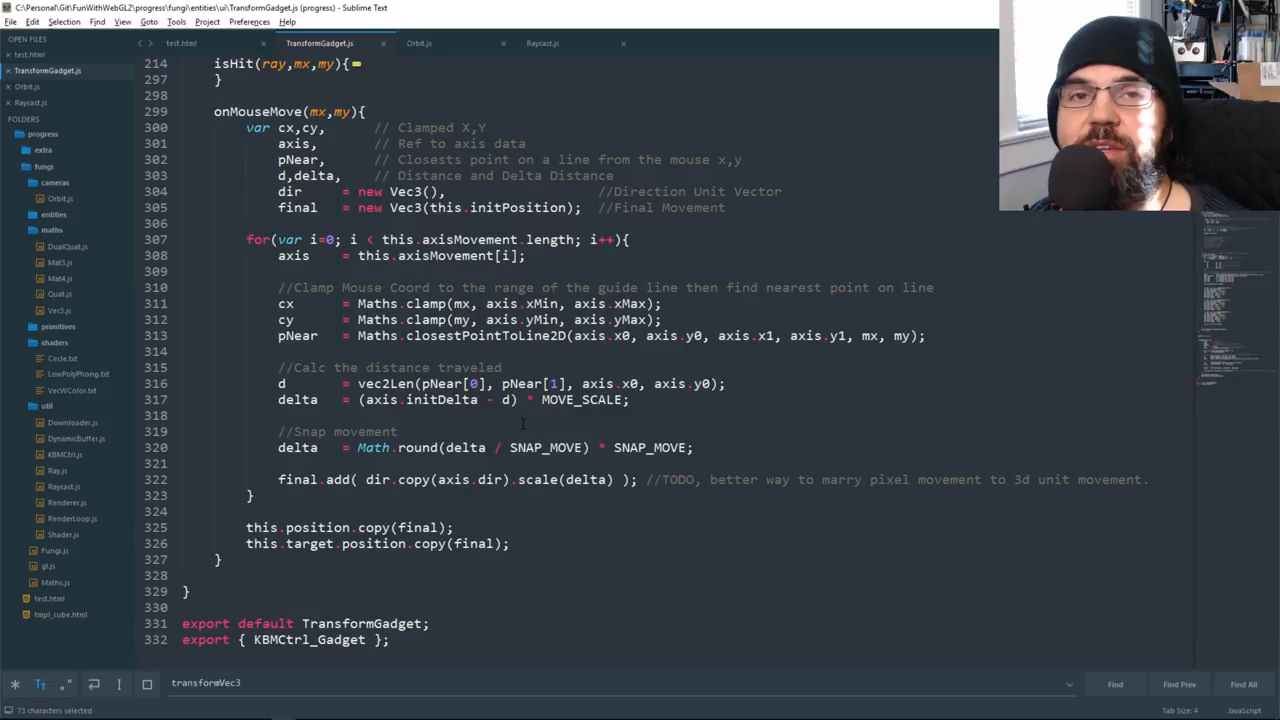 C:\Personal\Git\FunWithWebGL2\progress\fungi\entities\ui\TransformGadget.js (progress) - Sublime Text
File Edit Selection Find View Goto Tools Project Preferences Help
OPEN FILES
test.html
TransformGadget.js
Orbit.js
Raycast.js
FOLDERS
progress
extra
fungi
cameras
Orbit.js
entities
maths
DualQuat.js
Mat3.js
Mat4.js
Quat.js
Vec3.js
primitives
shaders
Circle.txt
LowPolyPhong.txt
VecWColor.txt
util
Downloader.js
DynamicBuffer.js
KBMCtrl.js
Ray.js
Raycast.js
Renderer.js
RenderLoop.js
Shader.js
Fungi.js
gl.js
Maths.js
test.html
tmpl_cube.html
test.html TransformGadget.js Orbit.js Raycast.js
214 isHit(ray,mx,my){
297 }
298
299 onMouseMove(mx,my){
300 var cx,cy, // Clamped X,Y
301 axis, // Ref to axis data
302 pNear, // Closests point on a line from the mouse x,y
303 d,delta, // Distance and Delta Distance
304 dir = new Vec3(), //Direction Unit Vector
305 final = new Vec3(this.initPosition); //Final Movement
306
307 for(var i=0; i < this.axisMovement.length; i++){
308 axis = this.axisMovement[i];
309
310 //Clamp Mouse Coord to the range of the guide line then find nearest point on line
311 cx = Maths.clamp(mx, axis.xMin, axis.xMax);
312 cy = Maths.clamp(my, axis.yMin, axis.yMax);
313 pNear = Maths.closestPointToLine2D(axis.x0, axis.y0, axis.x1, axis.y1, mx, my);
314
315 //Calc the distance traveled
316 d = vec2Len(pNear[0], pNear[1], axis.x0, axis.y0);
317 delta = (axis.initDelta - d) * MOVE_SCALE;
318
319 //Snap movement
320 delta = Math.round(delta / SNAP_MOVE) * SNAP_MOVE;
321
322 final.add( dir.copy(axis.dir).scale(delta) ); //TODO, better way to marry pixel movement to 3d unit movement.
323 }
324
325 this.position.copy(final);
326 this.target.position.copy(final);
327 }
328
329 }
330
331 export default TransformGadget;
332 export { KBMCtrl_Gadget };
transformVec3 Find Find Prev Find All
73 characters selected Tab Size: 4 JavaScript